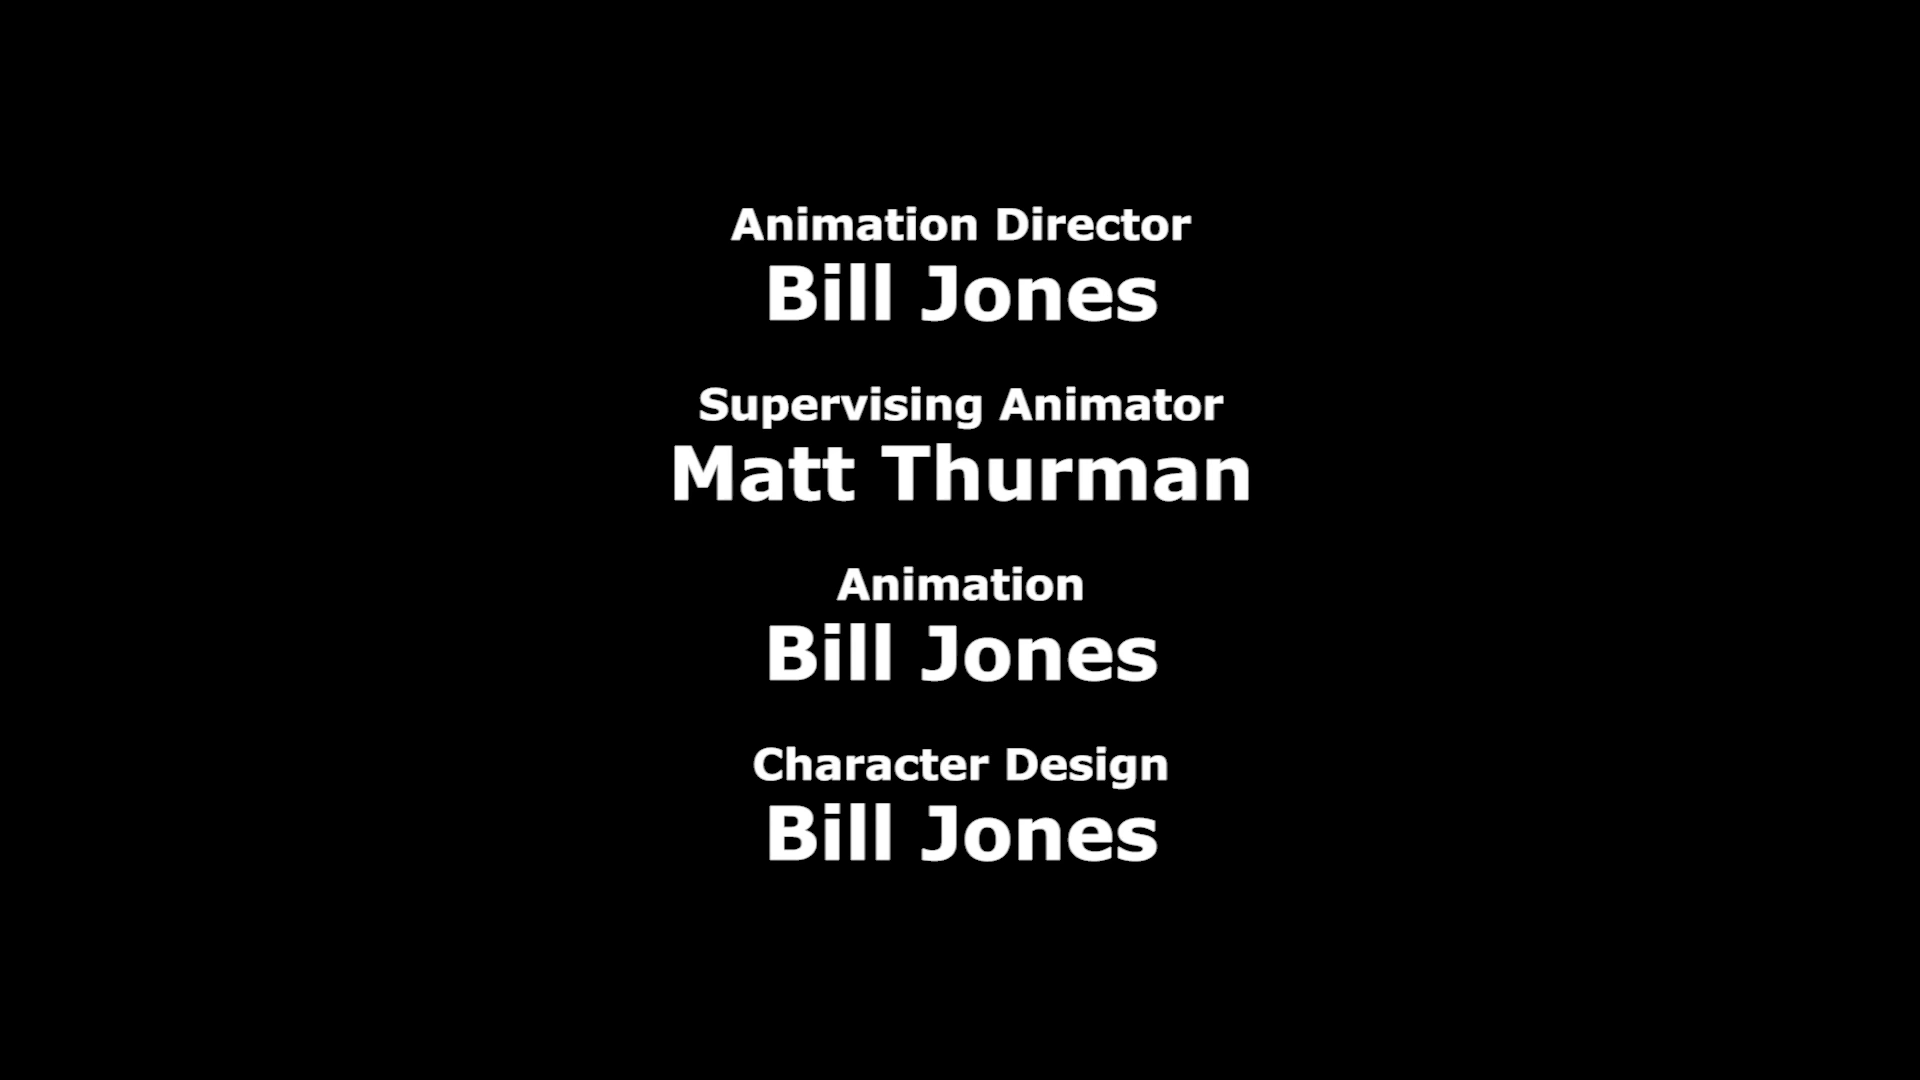 Animation Director
Bill Jones
Supervising Animator
Matt Thurman
Animation
Bill Jones
Character Design
Bill Jones